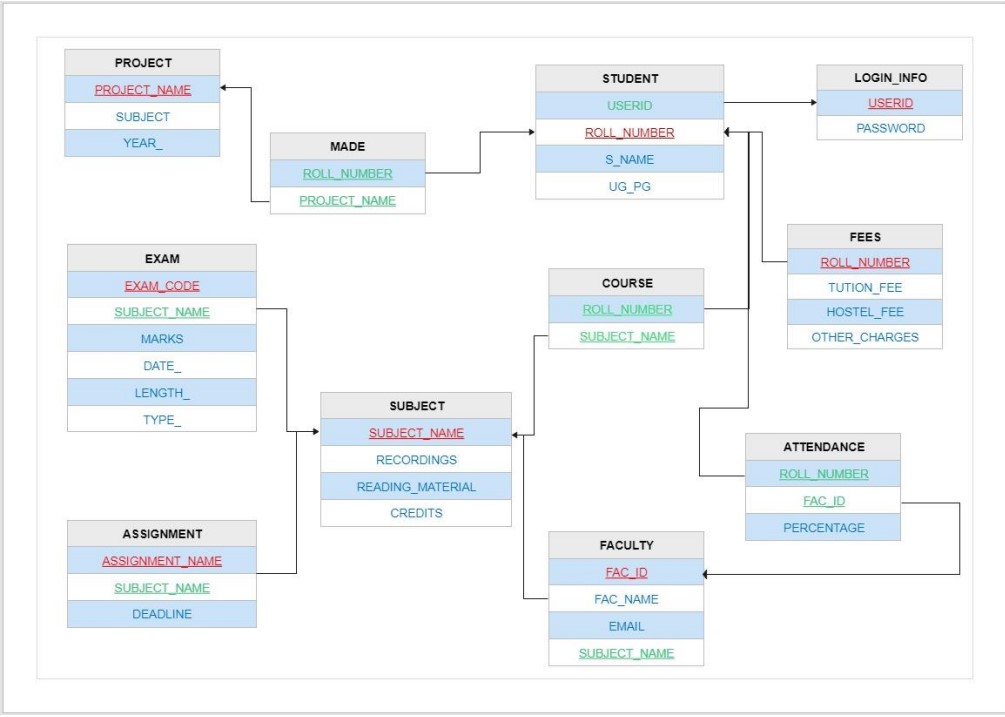 PROJECT
PROJECT_NAME
SUBJECT
YEAR_
MADE
ROLL_NUMBER
PROJECT_NAME
STUDENT
USERID
ROLL_NUMBER
S_NAME
UG_PG
LOGIN_INFO
USERID
PASSWORD
FEES
ROLL_NUMBER
TUTION_FEE
HOSTEL_FEE
OTHER_CHARGES
EXAM
EXAM_CODE
SUBJECT_NAME
MARKS
DATE_
LENGTH_
TYPE_
COURSE
ROLL_NUMBER
SUBJECT_NAME
SUBJECT
SUBJECT_NAME
RECORDINGS
READING_MATERIAL
CREDITS
ATTENDANCE
ROLL_NUMBER
FAC_ID
PERCENTAGE
ASSIGNMENT
ASSIGNMENT_NAME
SUBJECT_NAME
DEADLINE
FACULTY
FAC_ID
FAC_NAME
EMAIL
SUBJECT_NAME